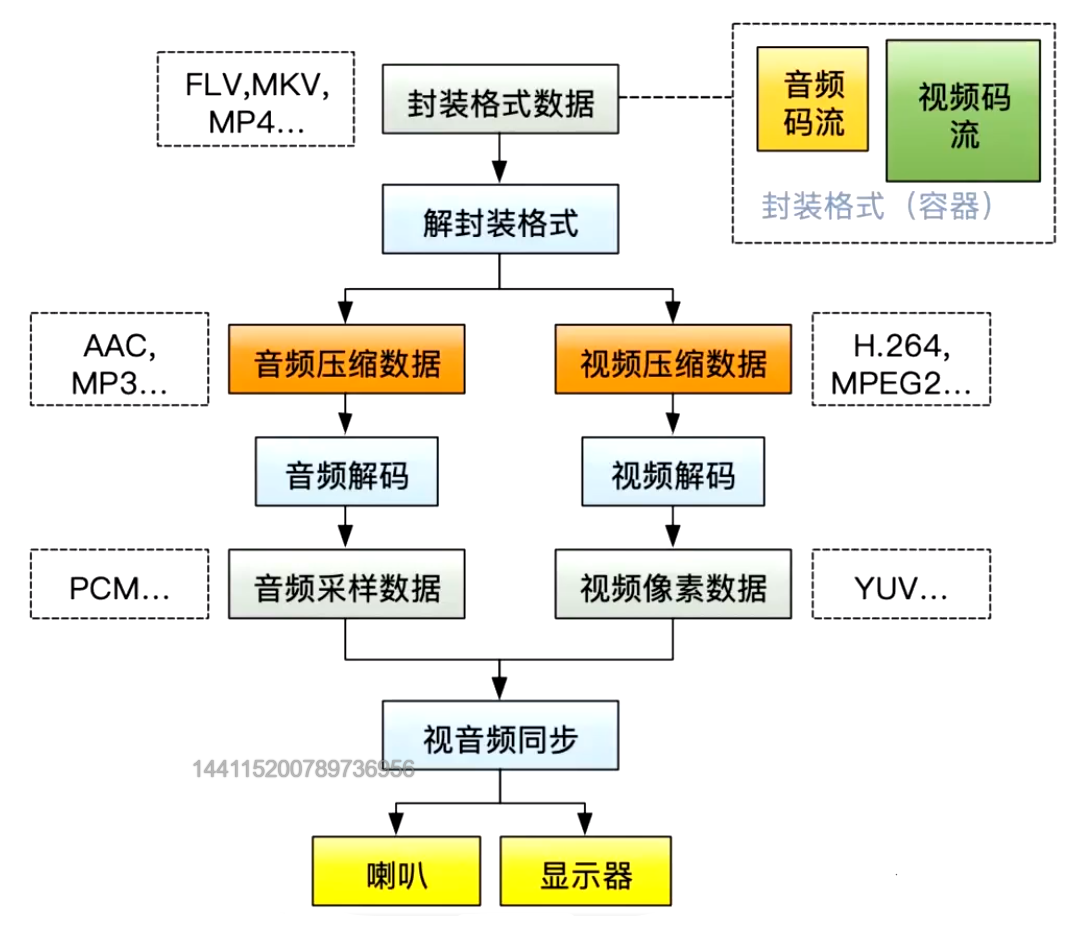 FLV,MKV,
MP4...
封装格式数据
音频
码流
视频码
流
封装格式（容器）
解封装格式
AAC,
MP3...
音频压缩数据
视频压缩数据
H.264,
MPEG2...
音频解码
视频解码
PCM...
音频采样数据
视频像素数据
YUV...
视音频同步
144115200789736956
喇叭
显示器